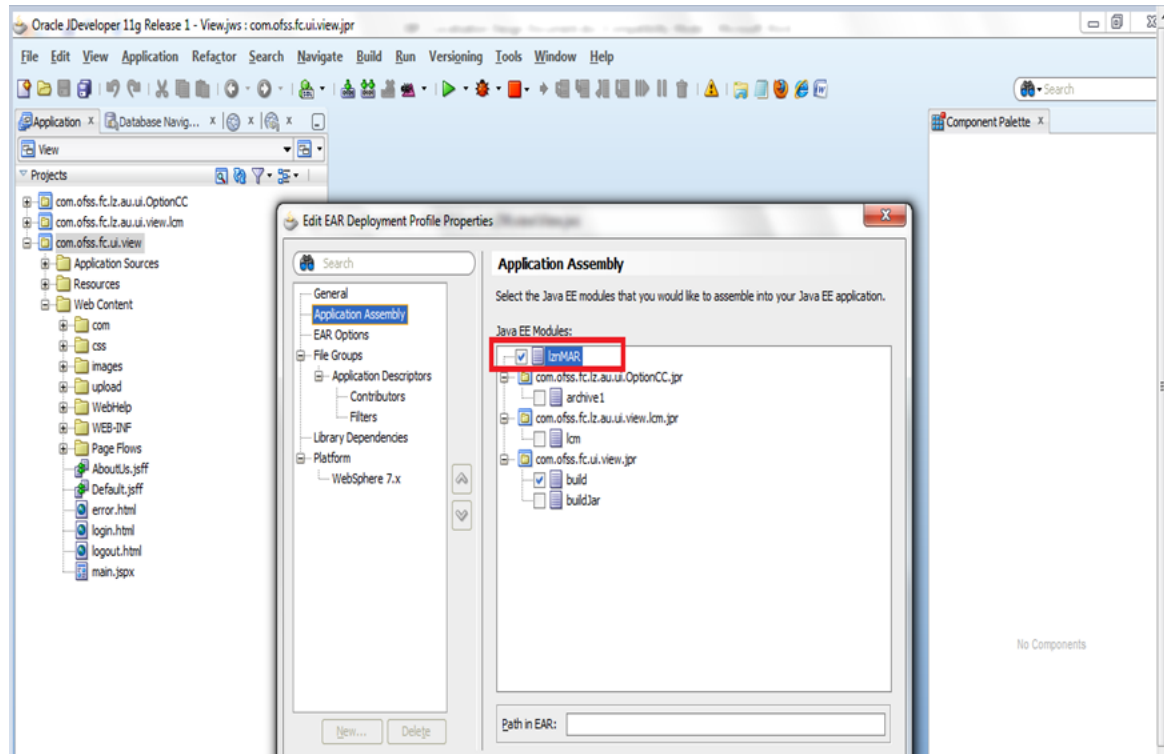 Oracle JDeveloper 11g Release 1 - View.jws : com.ofss.fc.ui.view.jpr
File Edit View Application Refactor Search Navigate Build Run Versioning Tools Window Help
Search
Application x Database Navig... x x x
View
Projects
com.ofss.fc.lz.au.ui.OptionCC
com.ofss.fc.lz.au.ui.view.lcm
com.ofss.fc.ui.view
Application Sources
Resources
Web Content
com
css
images
upload
WebHelp
WEB-INF
Page Flows
AboutUs.jsff
Default.jsff
error.html
login.html
logout.html
main.jspx
Edit EAR Deployment Profile Properties
Search
General
Application Assembly
EAR Options
File Groups
Application Descriptors
Contributors
Filters
Library Dependencies
Platform
WebSphere 7.x
New... Delete
Application Assembly
Select the Java EE modules that you would like to assemble into your Java EE application.
Java EE Modules:
lznMAR
com.ofss.fc.lz.au.ui.OptionCC.jpr
archive1
com.ofss.fc.lz.au.ui.view.lcm.jpr
lcm
com.ofss.fc.ui.view.jpr
build
buildJar
Path in EAR:
Component Palette x
No Components